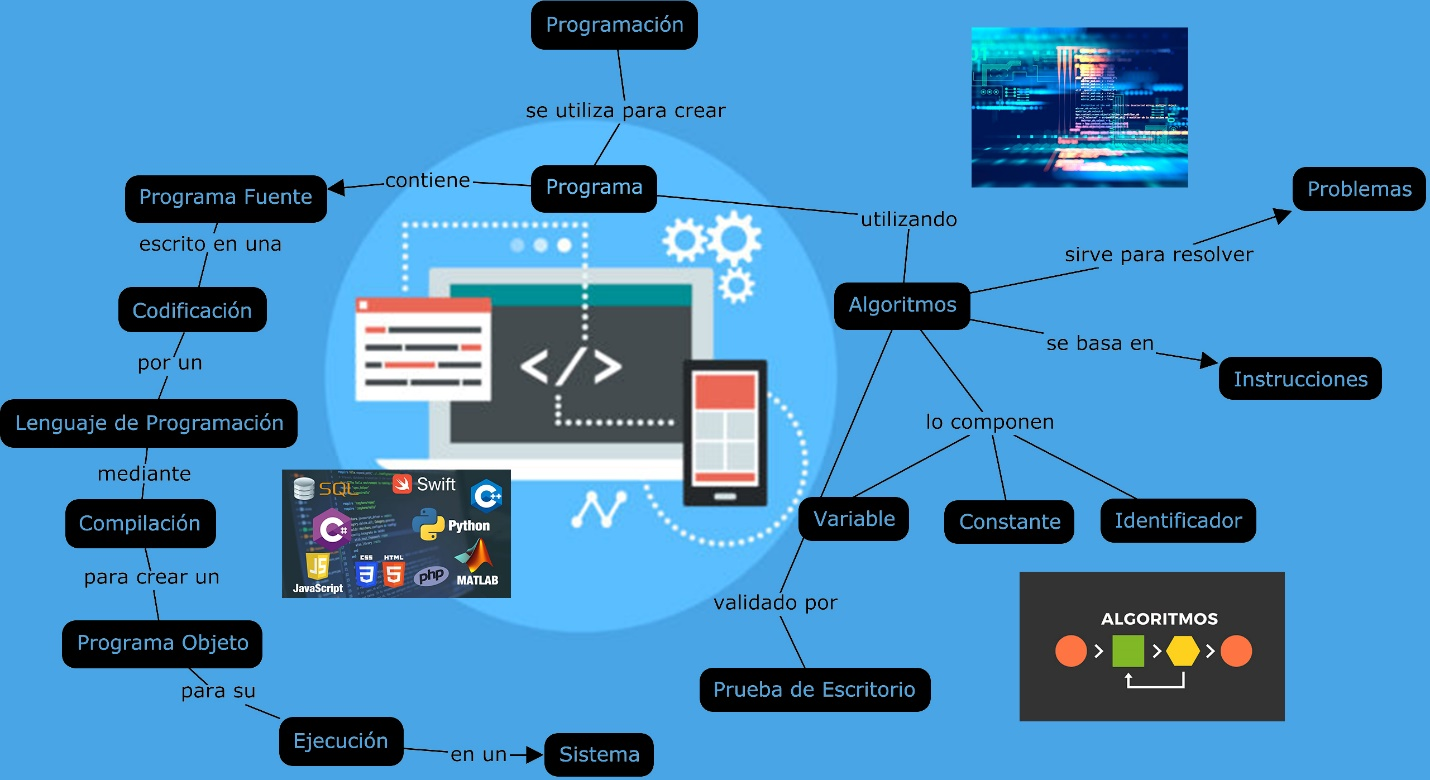 Programación
se utiliza para crear
Programa
contiene
Programa Fuente
escrito en una
Codificación
por un
Lenguaje de Programación
mediante
Compilación
para crear un
Programa Objeto
para su
Ejecución
en un
Sistema
utilizando
Algoritmos
sirve para resolver
Problemas
se basa en
Instrucciones
lo componen
Variable
Constante
Identificador
validado por
Prueba de Escritorio
</>
SQL
Swift
C++
C#
Python
JS
JavaScript
CSS
3
HTML
5
php
MATLAB
ALGORITMOS